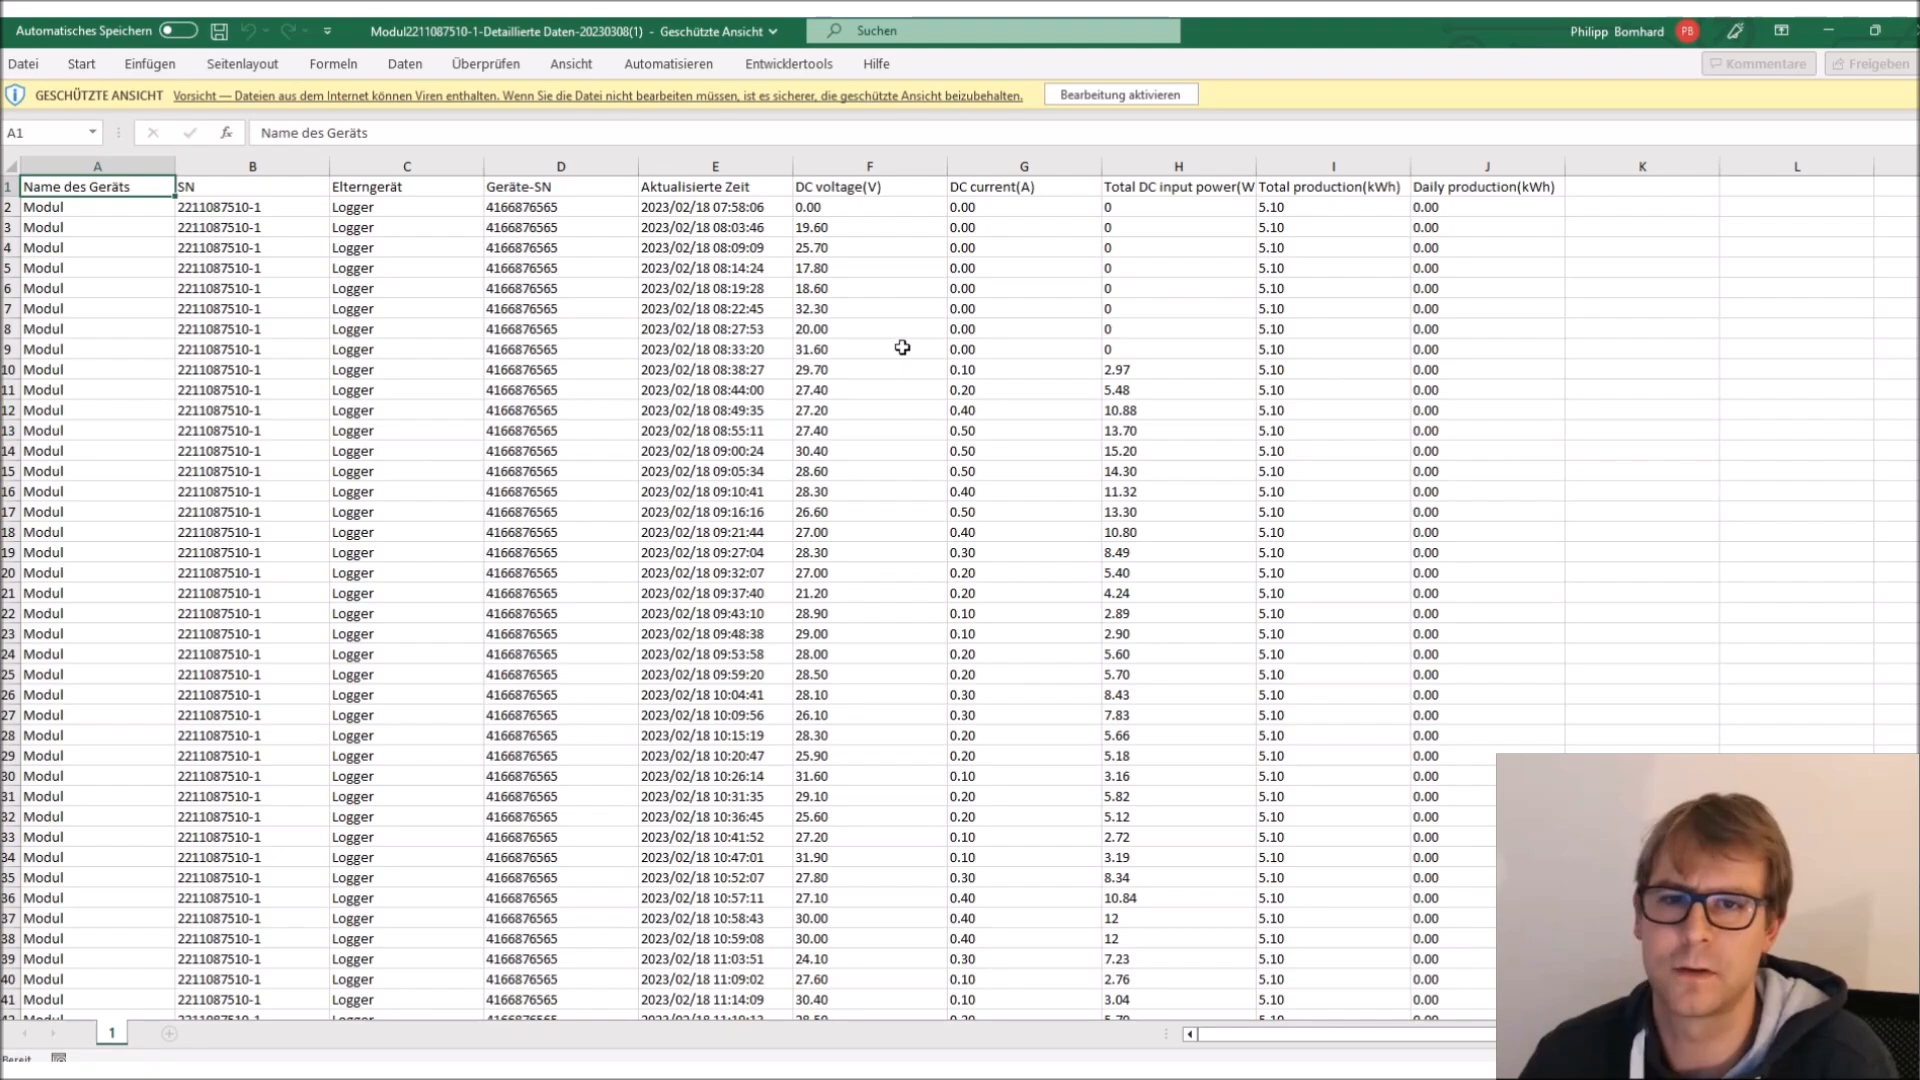 Automatisches Speichern
Modul2211087510-1-Detaillierte Daten-20230308(1) - Geschützte Ansicht
Suchen
Philipp Bomhard PB
Datei Start Einfügen Seitenlayout Formeln Daten Überprüfen Ansicht Automatisieren Entwicklertools Hilfe Kommentare Freigeben
GESCHÜTZTE ANSICHT Vorsicht — Dateien aus dem Internet können Viren enthalten. Wenn Sie die Datei nicht bearbeiten müssen, ist es sicherer, die geschützte Ansicht beizubehalten. Bearbeitung aktivieren
A1 fx Name des Geräts
A B C D E F G H I J K L
1 Name des Geräts SN Elterngerät Geräte-SN Aktualisierte Zeit DC voltage(V) DC current(A) Total DC input power(W Total production(kWh) Daily production(kWh)
2 Modul 2211087510-1 Logger 4166876565 2023/02/18 07:58:06 0.00 0.00 0 5.10 0.00
3 Modul 2211087510-1 Logger 4166876565 2023/02/18 08:03:46 19.60 0.00 0 5.10 0.00
4 Modul 2211087510-1 Logger 4166876565 2023/02/18 08:09:09 25.70 0.00 0 5.10 0.00
5 Modul 2211087510-1 Logger 4166876565 2023/02/18 08:14:24 17.80 0.00 0 5.10 0.00
6 Modul 2211087510-1 Logger 4166876565 2023/02/18 08:19:28 18.60 0.00 0 5.10 0.00
7 Modul 2211087510-1 Logger 4166876565 2023/02/18 08:22:45 32.30 0.00 0 5.10 0.00
8 Modul 2211087510-1 Logger 4166876565 2023/02/18 08:27:53 20.00 0.00 0 5.10 0.00
9 Modul 2211087510-1 Logger 4166876565 2023/02/18 08:33:20 31.60 0.00 0 5.10 0.00
10 Modul 2211087510-1 Logger 4166876565 2023/02/18 08:38:27 29.70 0.10 2.97 5.10 0.00
11 Modul 2211087510-1 Logger 4166876565 2023/02/18 08:44:00 27.40 0.20 5.48 5.10 0.00
12 Modul 2211087510-1 Logger 4166876565 2023/02/18 08:49:35 27.20 0.40 10.88 5.10 0.00
13 Modul 2211087510-1 Logger 4166876565 2023/02/18 08:55:11 27.40 0.50 13.70 5.10 0.00
14 Modul 2211087510-1 Logger 4166876565 2023/02/18 09:00:24 30.40 0.50 15.20 5.10 0.00
15 Modul 2211087510-1 Logger 4166876565 2023/02/18 09:05:34 28.60 0.50 14.30 5.10 0.00
16 Modul 2211087510-1 Logger 4166876565 2023/02/18 09:10:41 28.30 0.40 11.32 5.10 0.00
17 Modul 2211087510-1 Logger 4166876565 2023/02/18 09:16:16 26.60 0.50 13.30 5.10 0.00
18 Modul 2211087510-1 Logger 4166876565 2023/02/18 09:21:44 27.00 0.40 10.80 5.10 0.00
19 Modul 2211087510-1 Logger 4166876565 2023/02/18 09:27:04 28.30 0.30 8.49 5.10 0.00
20 Modul 2211087510-1 Logger 4166876565 2023/02/18 09:32:07 27.00 0.20 5.40 5.10 0.00
21 Modul 2211087510-1 Logger 4166876565 2023/02/18 09:37:40 21.20 0.20 4.24 5.10 0.00
22 Modul 2211087510-1 Logger 4166876565 2023/02/18 09:43:10 28.90 0.10 2.89 5.10 0.00
23 Modul 2211087510-1 Logger 4166876565 2023/02/18 09:48:38 29.00 0.10 2.90 5.10 0.00
24 Modul 2211087510-1 Logger 4166876565 2023/02/18 09:53:58 28.00 0.20 5.60 5.10 0.00
25 Modul 2211087510-1 Logger 4166876565 2023/02/18 09:59:20 28.50 0.20 5.70 5.10 0.00
26 Modul 2211087510-1 Logger 4166876565 2023/02/18 10:04:41 28.10 0.30 8.43 5.10 0.00
27 Modul 2211087510-1 Logger 4166876565 2023/02/18 10:09:56 26.10 0.30 7.83 5.10 0.00
28 Modul 2211087510-1 Logger 4166876565 2023/02/18 10:15:19 28.30 0.20 5.66 5.10 0.00
29 Modul 2211087510-1 Logger 4166876565 2023/02/18 10:20:47 25.90 0.20 5.18 5.10 0.00
30 Modul 2211087510-1 Logger 4166876565 2023/02/18 10:26:14 31.60 0.10 3.16 5.10 0.00
31 Modul 2211087510-1 Logger 4166876565 2023/02/18 10:31:35 29.10 0.20 5.82 5.10 0.00
32 Modul 2211087510-1 Logger 4166876565 2023/02/18 10:36:45 25.60 0.20 5.12 5.10 0.00
33 Modul 2211087510-1 Logger 4166876565 2023/02/18 10:41:52 27.20 0.10 2.72 5.10 0.00
34 Modul 2211087510-1 Logger 4166876565 2023/02/18 10:47:01 31.90 0.10 3.19 5.10 0.00
35 Modul 2211087510-1 Logger 4166876565 2023/02/18 10:52:07 27.80 0.30 8.34 5.10 0.00
36 Modul 2211087510-1 Logger 4166876565 2023/02/18 10:57:11 27.10 0.40 10.84 5.10 0.00
37 Modul 2211087510-1 Logger 4166876565 2023/02/18 10:58:43 30.00 0.40 12 5.10 0.00
38 Modul 2211087510-1 Logger 4166876565 2023/02/18 10:59:08 30.00 0.40 12 5.10 0.00
39 Modul 2211087510-1 Logger 4166876565 2023/02/18 11:03:51 24.10 0.30 7.23 5.10 0.00
40 Modul 2211087510-1 Logger 4166876565 2023/02/18 11:09:02 27.60 0.10 2.76 5.10 0.00
41 Modul 2211087510-1 Logger 4166876565 2023/02/18 11:14:09 30.40 0.10 3.04 5.10 0.00
1